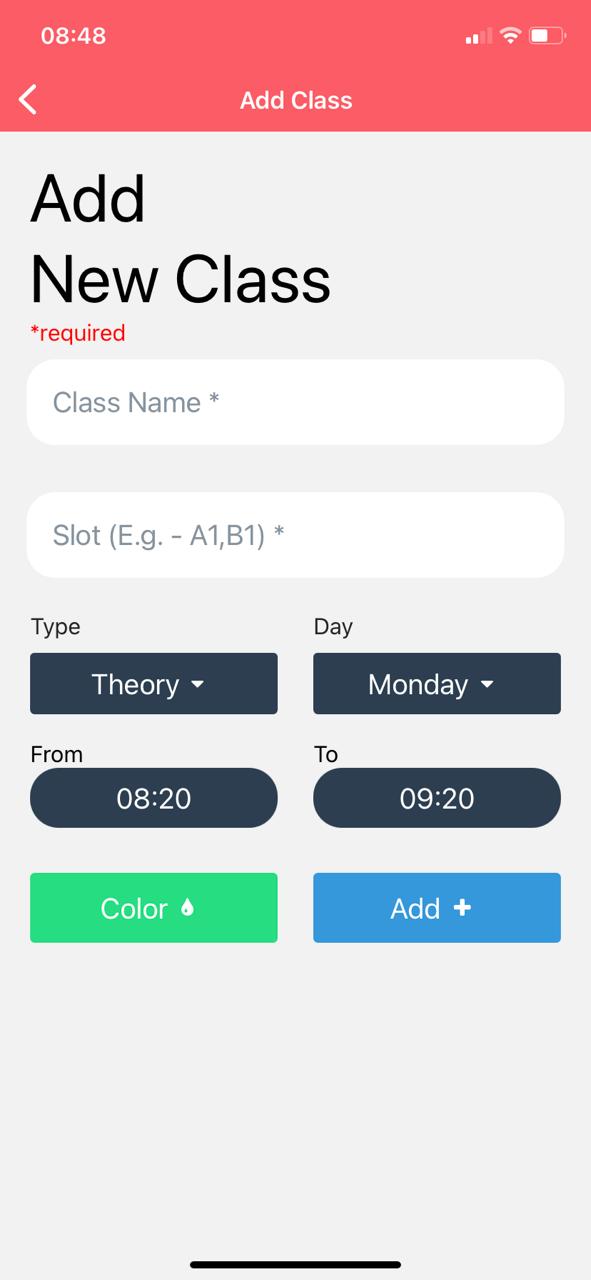 08:48
Add Class
Add
New Class
*required
Class Name *
Slot (E.g. - A1,B1) *
Type Day
Theory Monday
From To
08:20 09:20
Color Add